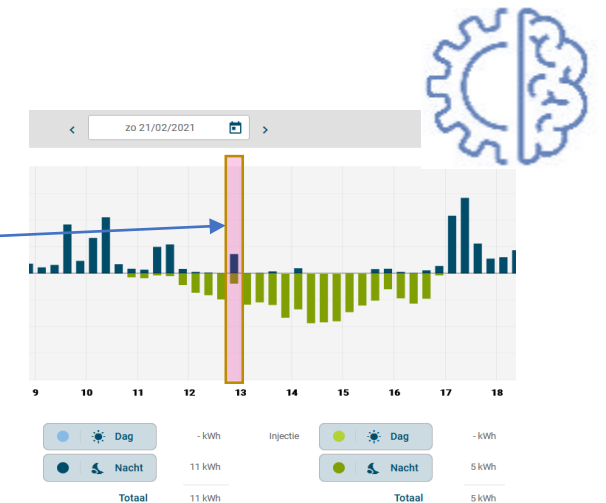 zo 21/02/2021
9 10 11 12 13 14 15 16 17 18
Dag - kWh Injectie Dag - kWh
Nacht 11 kWh Nacht 5 kWh
Totaal 11 kWh Totaal 5 kWh